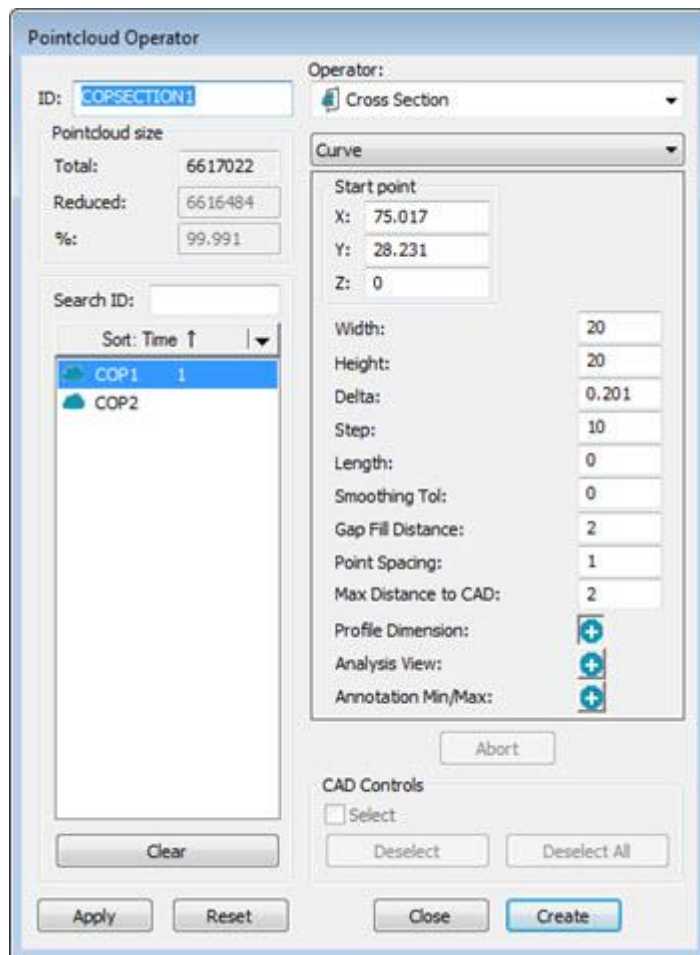 Pointcloud Operator
ID: COPSECTION1
Pointcloud size
Total: 6617022
Reduced: 6616484
%: 99.991
Search ID:
Sort: Time ↑
COP1 1
COP2
Clear
Operator:
Cross Section
Curve
Start point
X: 75.017
Y: 28.231
Z: 0
Width: 20
Height: 20
Delta: 0.201
Step: 10
Length: 0
Smoothing Tol: 0
Gap Fill Distance: 2
Point Spacing: 1
Max Distance to CAD: 2
Profile Dimension:
Analysis View:
Annotation Min/Max:
Abort
CAD Controls
Select
Deselect Deselect All
Apply Reset Close Create